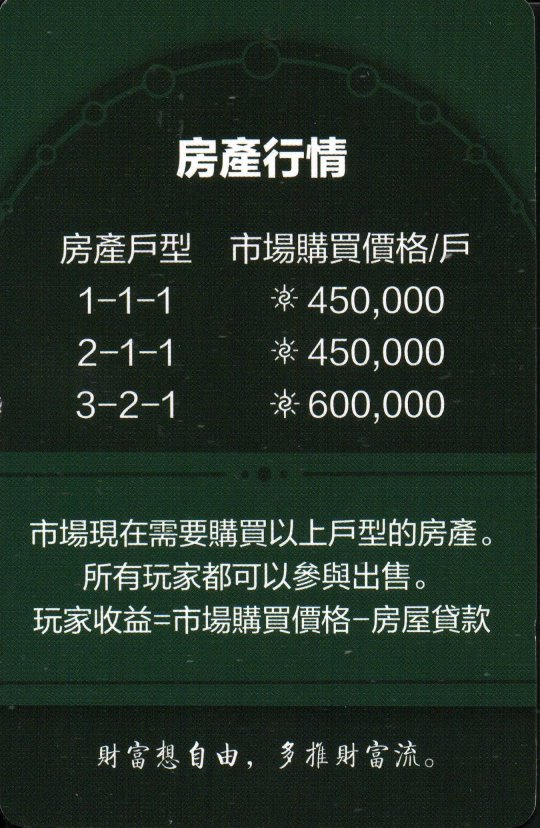 房產行情
房產戶型 市場購買價格/戶
1-1-1 450,000
2-1-1 450,000
3-2-1 600,000
市場現在需要購買以上戶型的房產。
所有玩家都可以參與出售。
玩家收益=市場購買價格-房屋貸款
財富想自由，多推財富流。